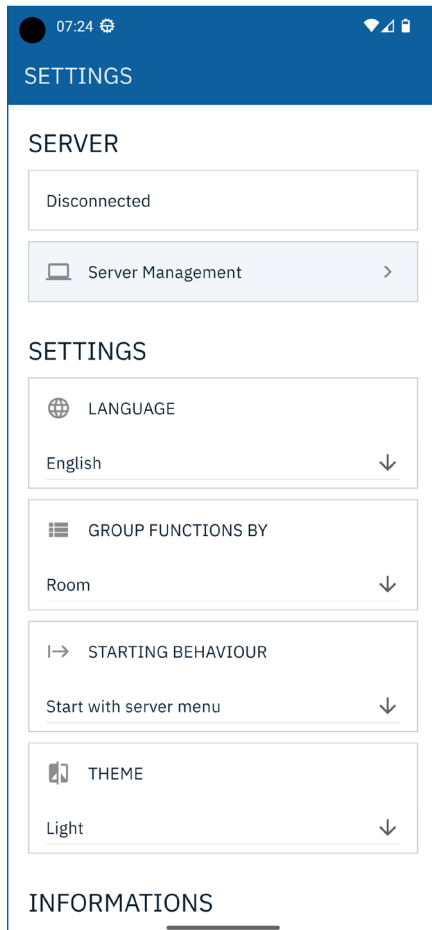 07:24
SETTINGS
SERVER
Disconnected
Server Management
SETTINGS
LANGUAGE
English
GROUP FUNCTIONS BY
Room
STARTING BEHAVIOUR
Start with server menu
THEME
Light
INFORMATIONS